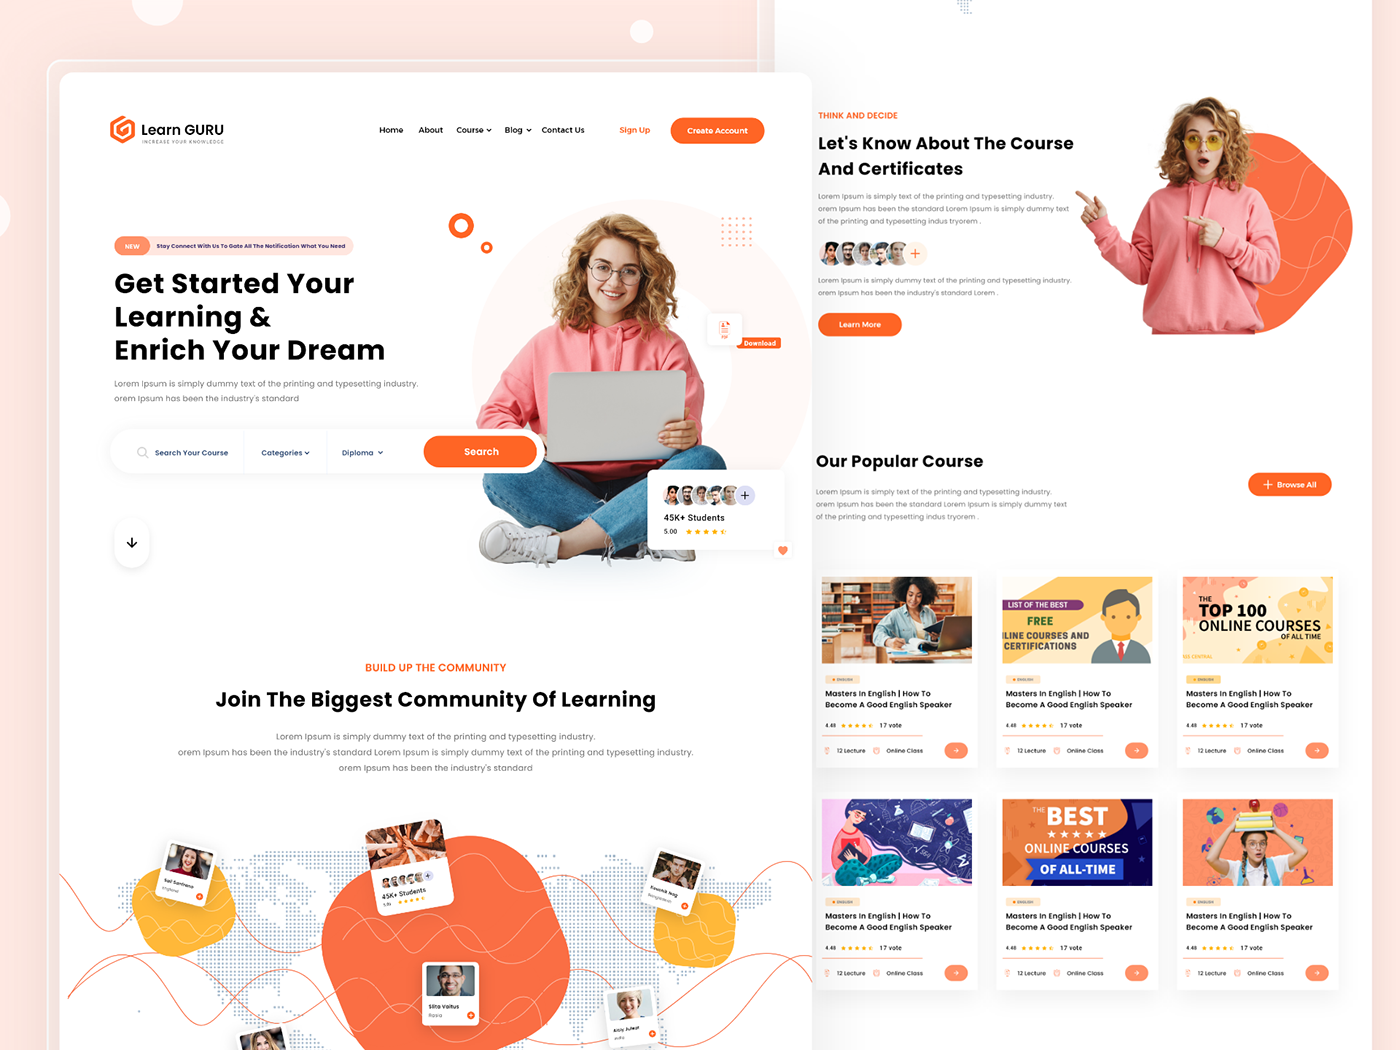 Learn GURU
INCREASE YOUR KNOWLEDGE
Home About Course Blog Contact Us Sign Up Create Account
NEW Stay Connect With Us To Gate All The Notification What You Need
Get Started Your
Learning &
Enrich Your Dream
Lorem Ipsum is simply dummy text of the printing and typesetting industry.
orem Ipsum has been the industry's standard
Search Your Course Categories Diploma Search
Download
45K+ Students
5.00
BUILD UP THE COMMUNITY
Join The Biggest Community Of Learning
Lorem Ipsum is simply dummy text of the printing and typesetting industry.
orem Ipsum has been the industry's standard Lorem Ipsum is simply dummy text of the printing and typesetting industry.
orem Ipsum has been the industry's standard
45K+ Students
THINK AND DECIDE
Let's Know About The Course
And Certificates
Lorem Ipsum is simply text of the printing and typesetting industry.
orem Ipsum has been the standard Lorem Ipsum is simply dummy text
of the printing and typesetting indus tryorem .
Lorem Ipsum is simply dummy text of the printing and typesetting industry.
orem Ipsum has been the industry's standard Lorem .
Learn More
Our Popular Course
Lorem Ipsum is simply text of the printing and typesetting industry.
orem Ipsum has been the standard Lorem Ipsum is simply dummy text
of the printing and typesetting indus tryorem .
Browse All
LIST OF THE BEST
FREE
LINE COURSES AND
CERTIFICATIONS
THE
TOP 100
ONLINE COURSES
OF ALL TIME
ASS CENTRAL
ENGLISH ENGLISH ENGLISH
Masters In English | How To
Become A Good English Speaker
4.48 17 vote
12 Lecture Online Class
Masters In English | How To
Become A Good English Speaker
4.48 17 vote
12 Lecture Online Class
Masters In English | How To
Become A Good English Speaker
4.48 17 vote
12 Lecture Online Class
THE BEST
ONLINE COURSES
OF ALL-TIME
ENGLISH ENGLISH ENGLISH
Masters In English | How To
Become A Good English Speaker
4.48 17 vote
12 Lecture Online Class
Masters In English | How To
Become A Good English Speaker
4.48 17 vote
12 Lecture Online Class
Masters In English | How To
Become A Good English Speaker
4.48 17 vote
12 Lecture Online Class